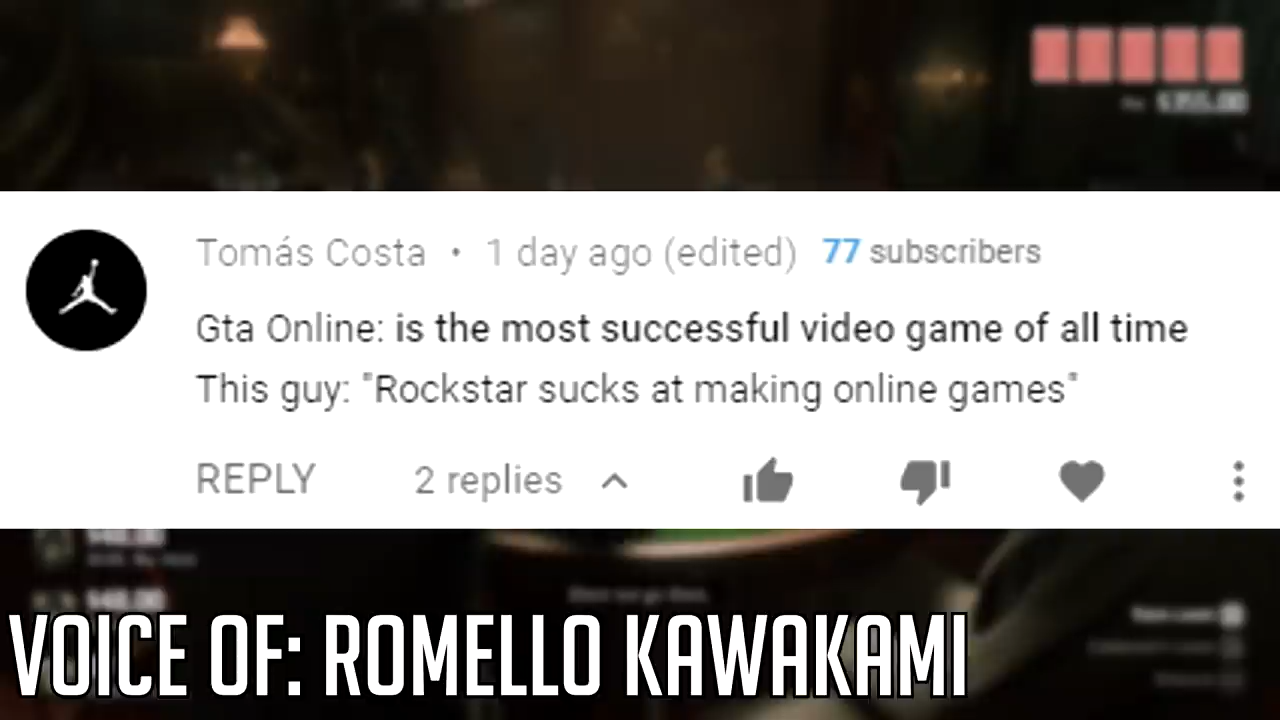 Tomás Costa • 1 day ago (edited) 77 subscribers
Gta Online: is the most successful video game of all time
This guy: "Rockstar sucks at making online games"
REPLY 2 replies
VOICE OF: ROMELLO KAWAKAMI